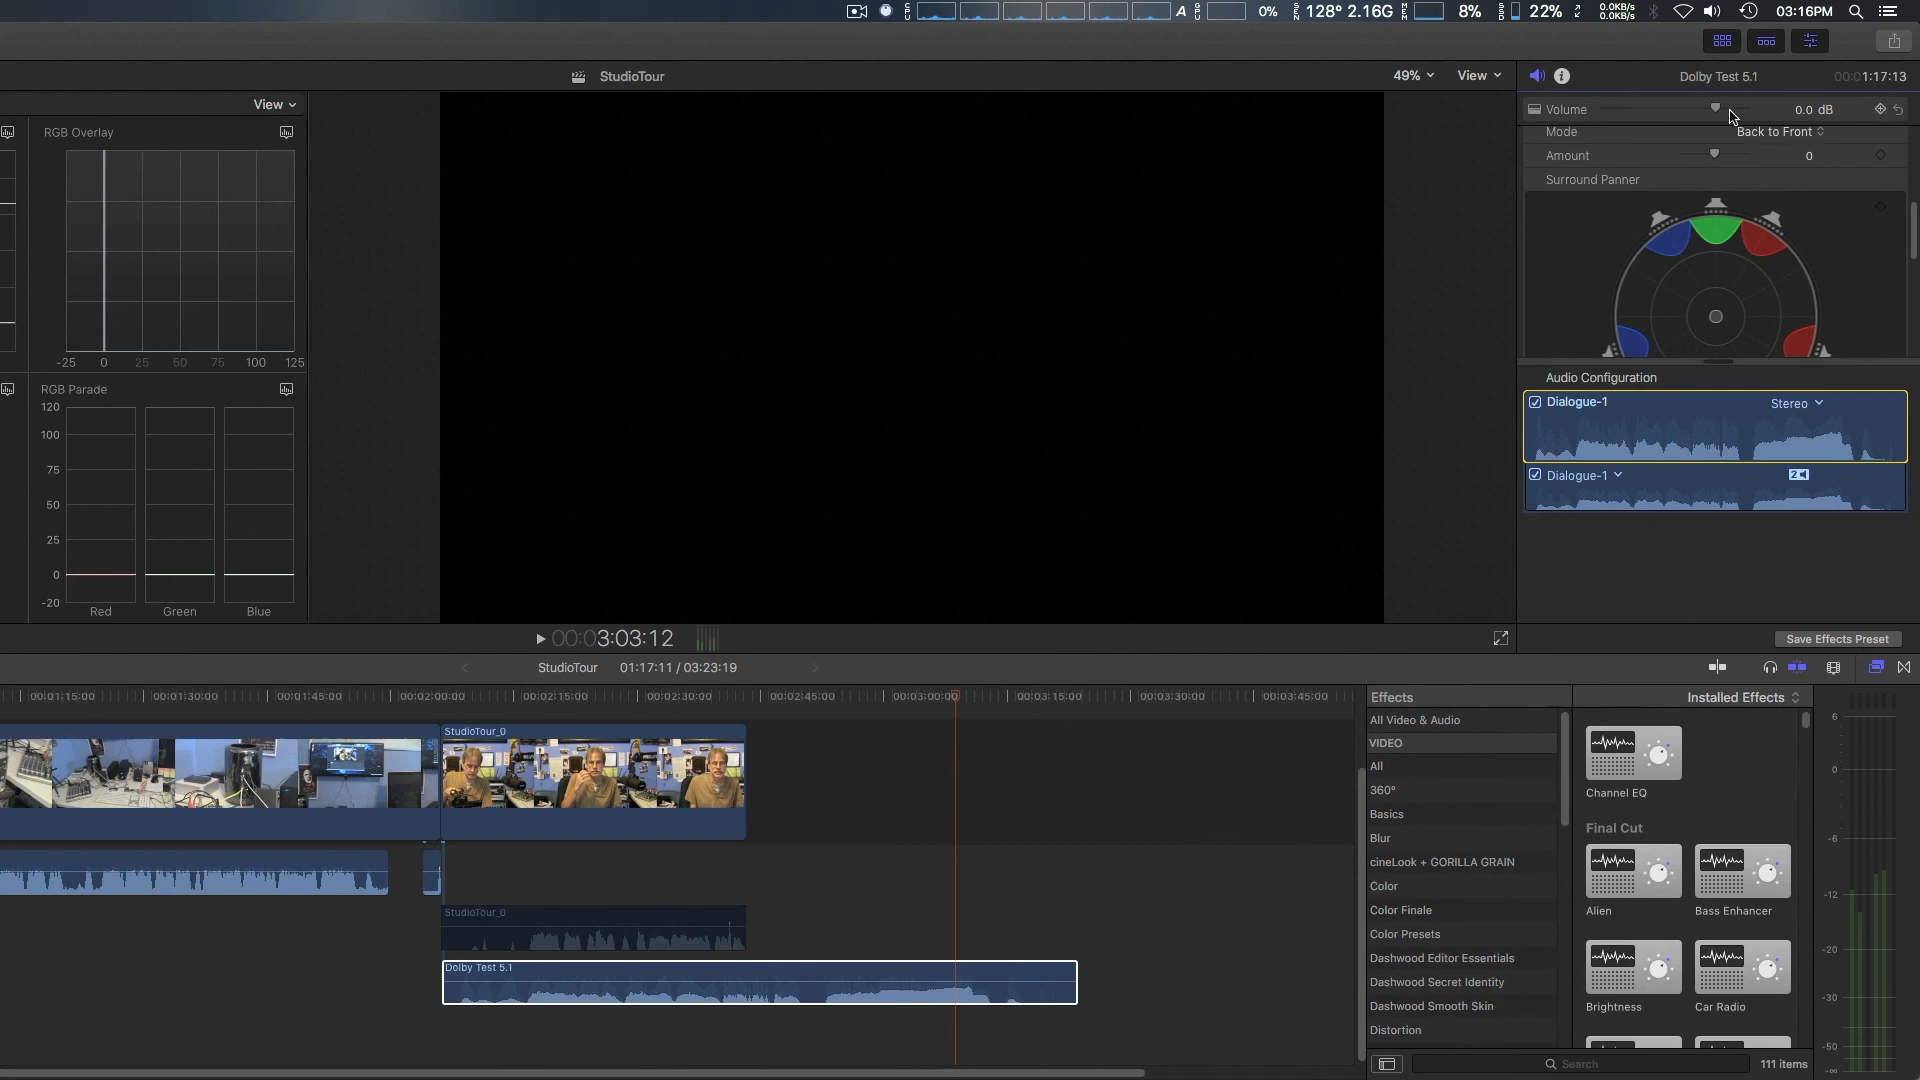 CPU A GPU 0% SEN 128° 2.16G MEM 8% SSD 22% 0.0KB/s 0.0KB/s 03:16PM
StudioTour 49% View Dolby Test 5.1 00:01:17:13
View
Volume 0.0 dB
RGB Overlay
Mode Back to Front
Amount 0
Surround Panner
-25 0 25 50 75 100 125
Audio Configuration
RGB Parade
Dialogue-1 Stereo
120
100
75
Dialogue-1 2
50
25
0
-20
Red Green Blue
00:03:03:12 Save Effects Preset
StudioTour 01:17:11 / 03:23:19
00:01:15:00 00:01:30:00 00:01:45:00 00:02:00:00 00:02:15:00 00:02:30:00 00:02:45:00 00:03:00:00 00:03:15:00 00:03:30:00 00:03:45:00
Effects Installed Effects
StudioTour_0
StudioTour_0
Dolby Test 5.1
All Video & Audio
VIDEO
All
360°
Basics
Blur
cineLook + GORILLA GRAIN
Color
Color Finale
Color Presets
Dashwood Editor Essentials
Dashwood Secret Identity
Dashwood Smooth Skin
Distortion
Channel EQ
Final Cut
Alien Bass Enhancer
Brightness Car Radio
Search 111 items
6
0
-6
-12
-20
-30
-50
-∞